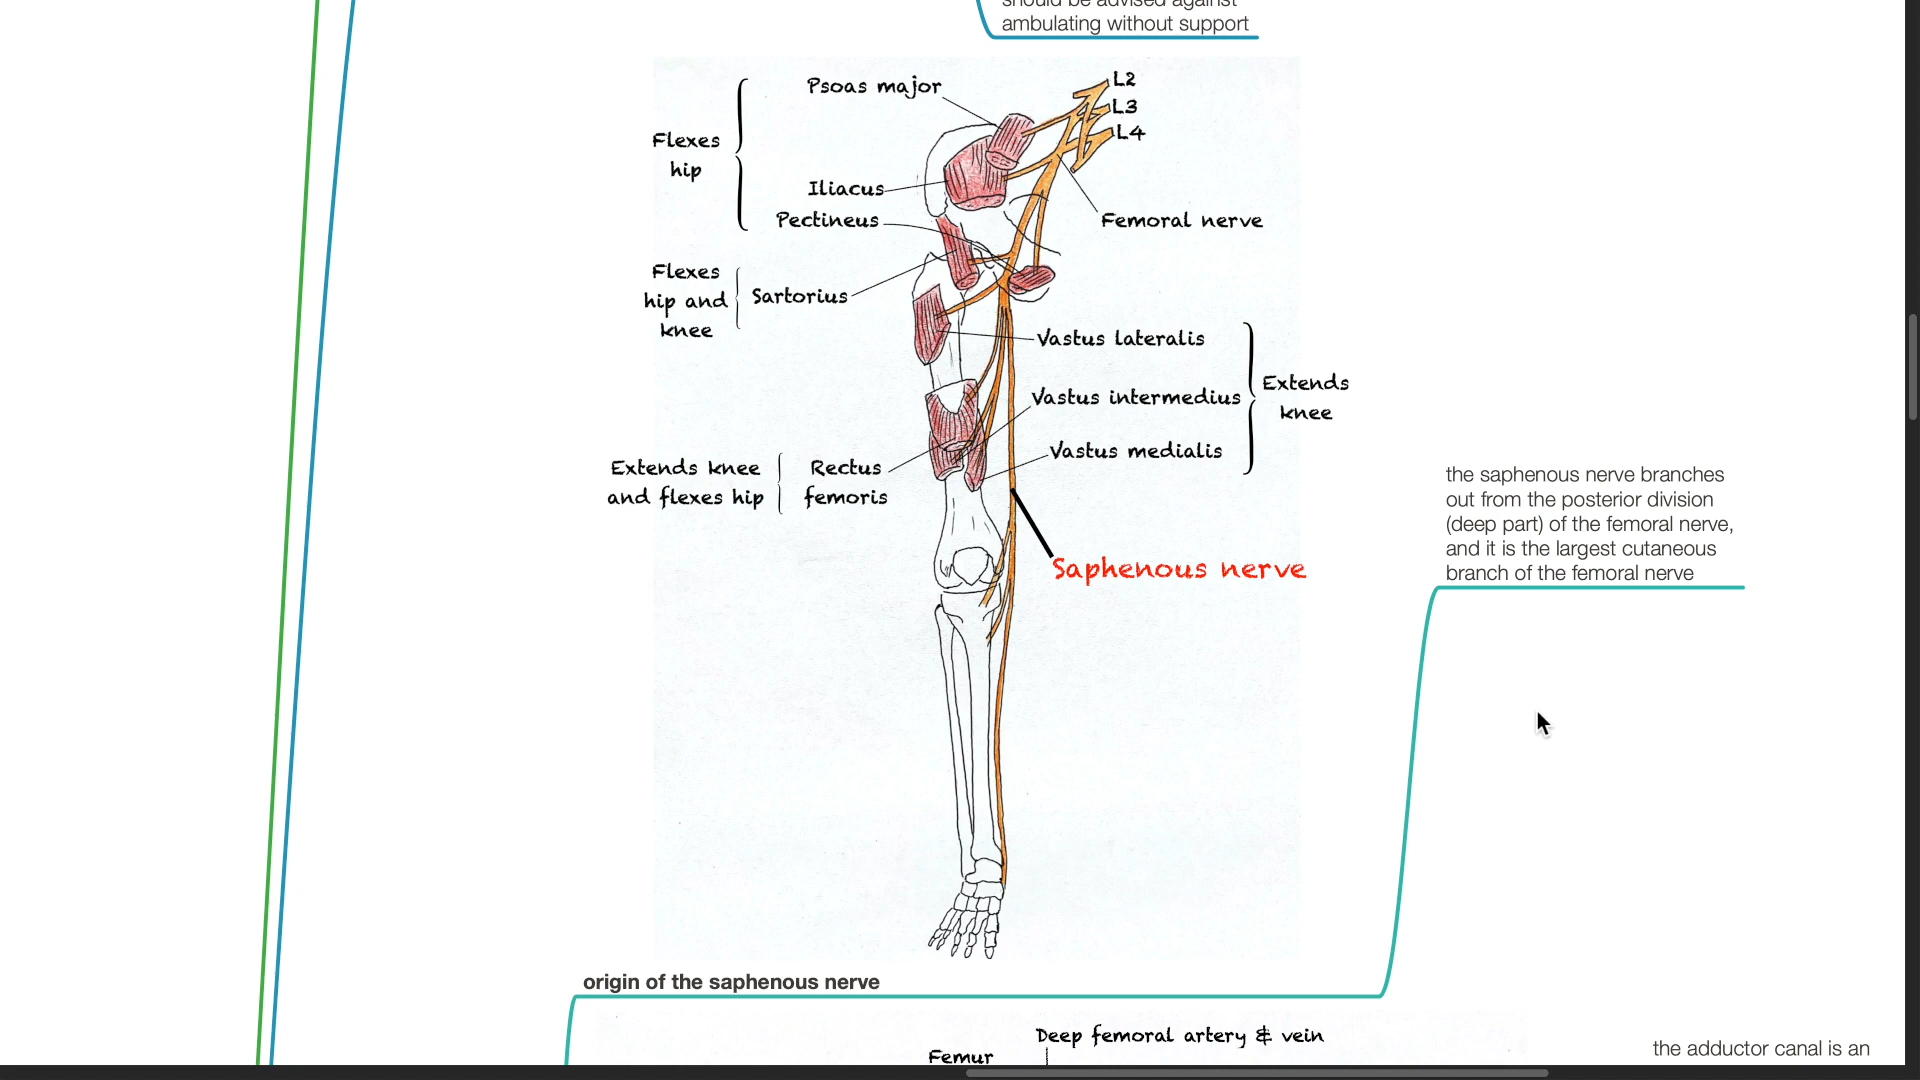 should be advised against
ambulating without support
Psoas major
L2
L3
L4
Flexes
hip
Iliacus
Pectineus
Femoral nerve
Flexes
hip and
knee
Sartorius
Vastus lateralis
Vastus intermedius
Extends
knee
Vastus medialis
Extends knee
and flexes hip
Rectus
femoris
Saphenous nerve
the saphenous nerve branches
out from the posterior division
(deep part) of the femoral nerve,
and it is the largest cutaneous
branch of the femoral nerve
origin of the saphenous nerve
Deep femoral artery & vein
Femur
the adductor canal is an